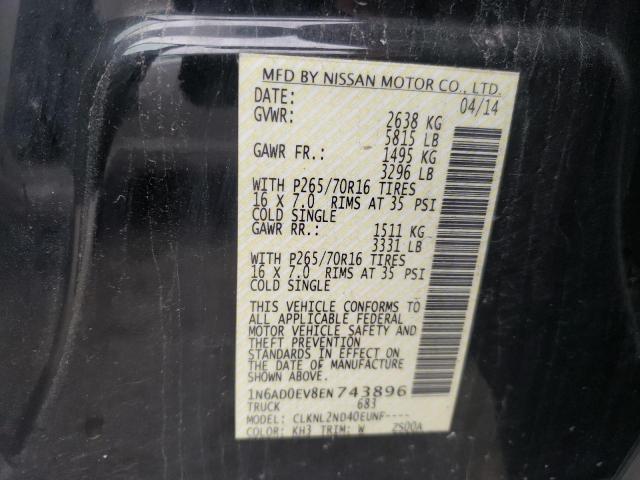 MFD BY NISSAN MOTOR CO., LTD.
DATE: 04/14
GVWR: 2638 KG
5815 LB
GAWR FR.: 1495 KG
3296 LB
WITH P265/70R16 TIRES
16 X 7.0 RIMS AT 35 PSI
COLD SINGLE
GAWR RR.: 1511 KG
3331 LB
WITH P265/70R16 TIRES
16 X 7.0 RIMS AT 35 PSI
COLD SINGLE
THIS VEHICLE CONFORMS TO
ALL APPLICABLE FEDERAL
MOTOR VEHICLE SAFETY AND
THEFT PREVENTION
STANDARDS IN EFFECT ON
THE DATE OF MANUFACTURE
SHOWN ABOVE.
1N6AD0EV8EN743896
TRUCK 683
MODEL: CLKNL2ND40EUNF----
COLOR: KH3 TRIM: W 2S00A